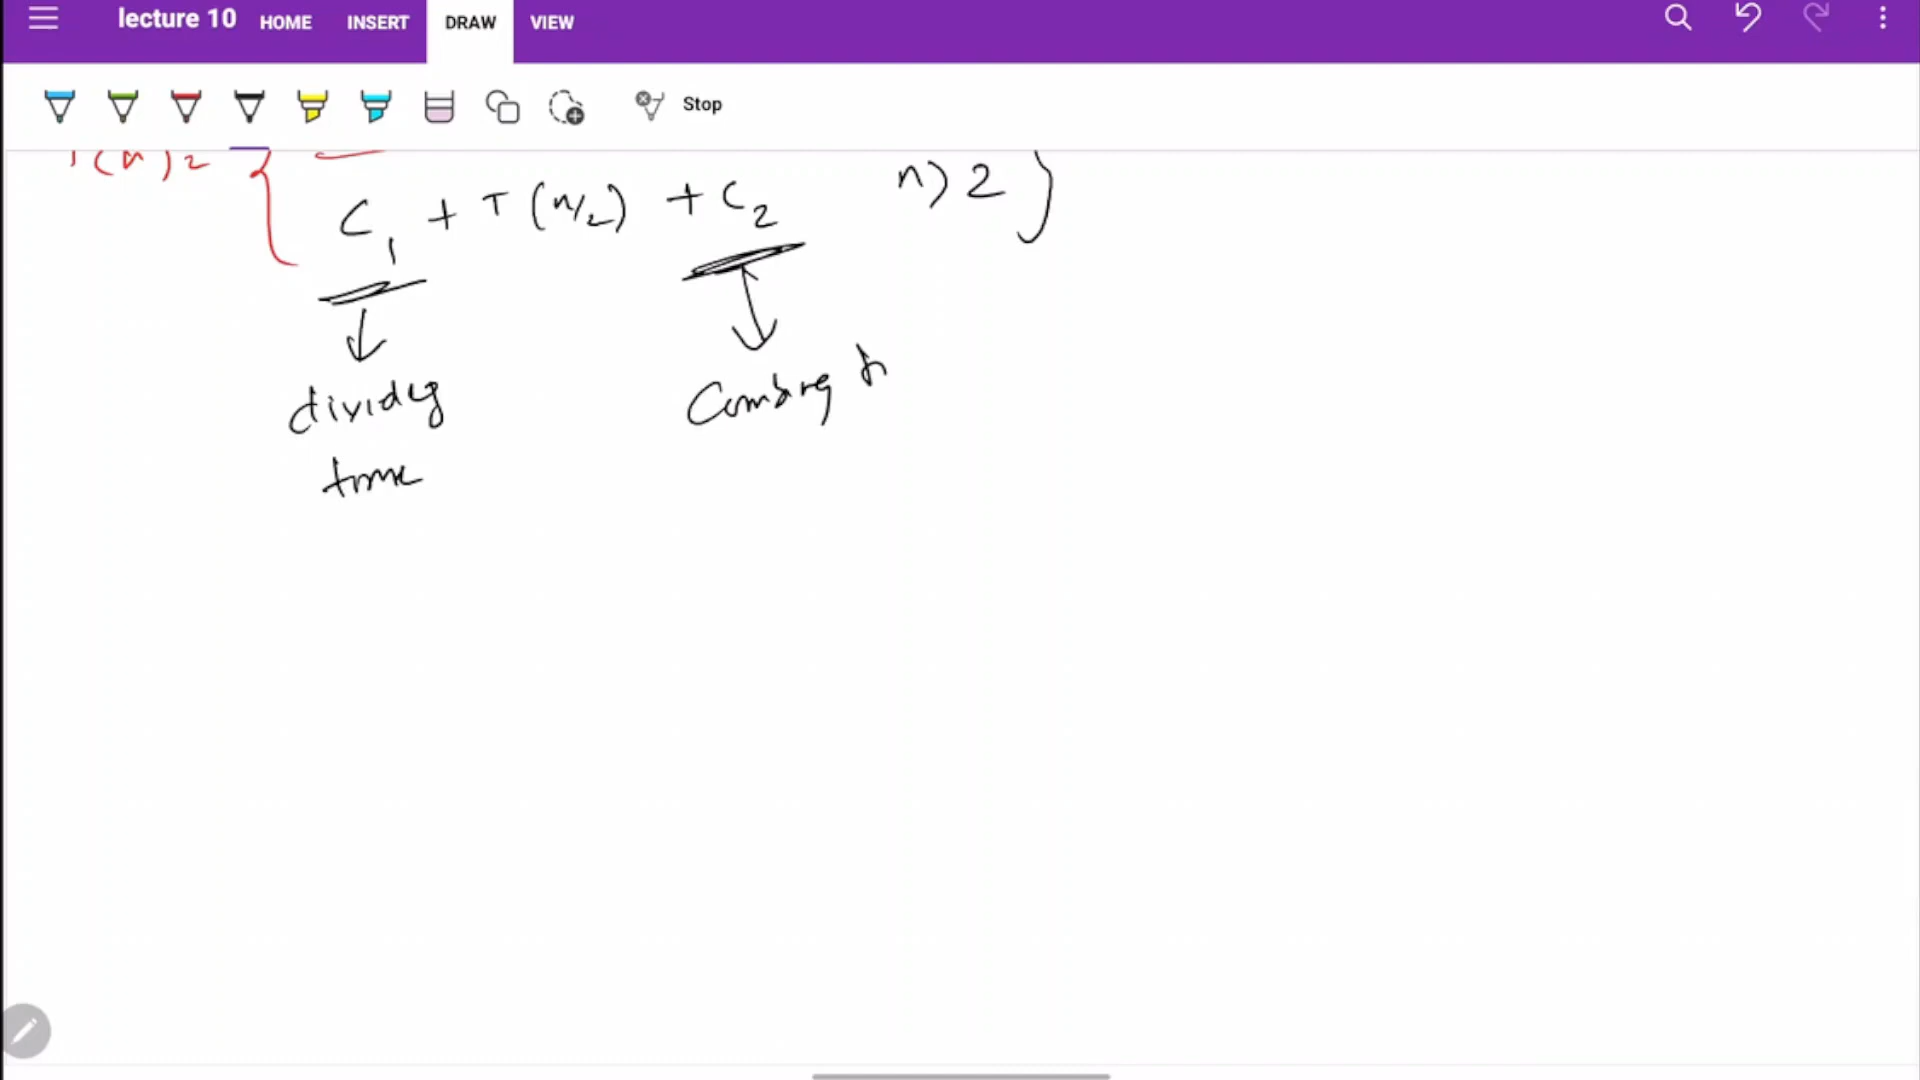 lecture 10 HOME INSERT DRAW VIEW
Stop
T(n) =
C1 + T(n/2) + C2 n>2
dividing
time
Combing